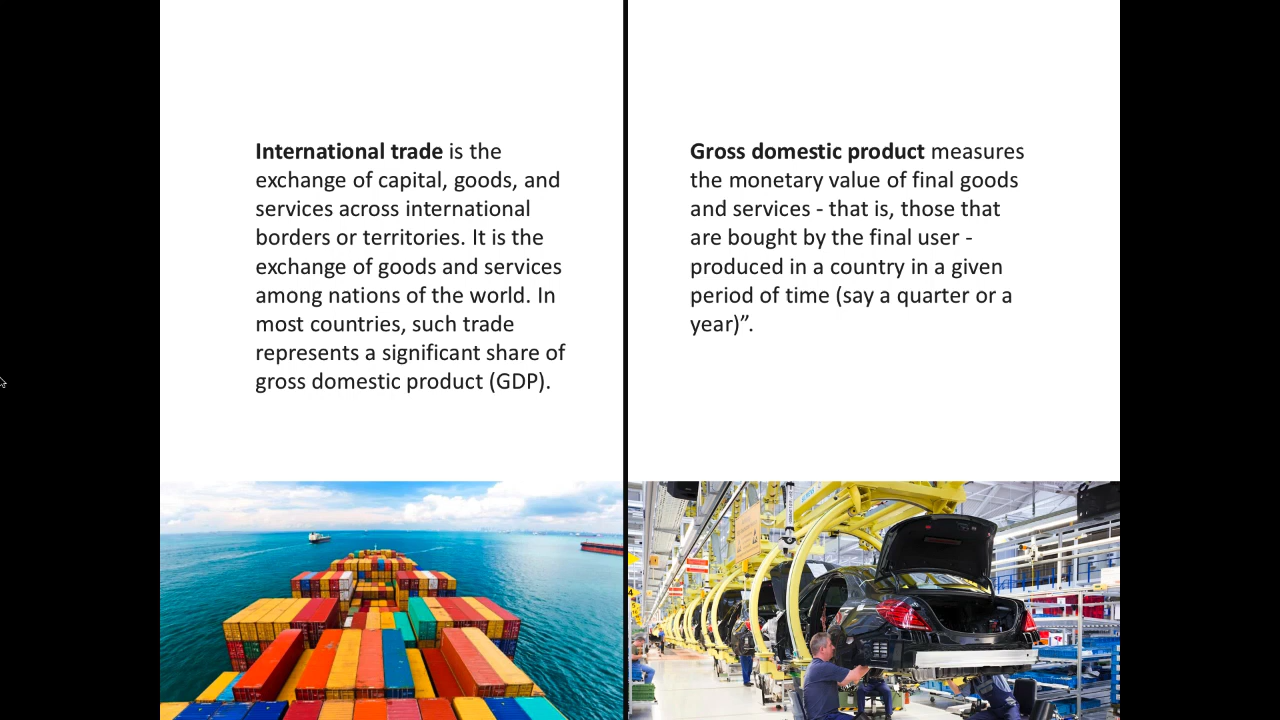 International trade is the
exchange of capital, goods, and
services across international
borders or territories. It is the
exchange of goods and services
among nations of the world. In
most countries, such trade
represents a significant share of
gross domestic product (GDP).
Gross domestic product measures
the monetary value of final goods
and services - that is, those that
are bought by the final user -
produced in a country in a given
period of time (say a quarter or a
year)”.